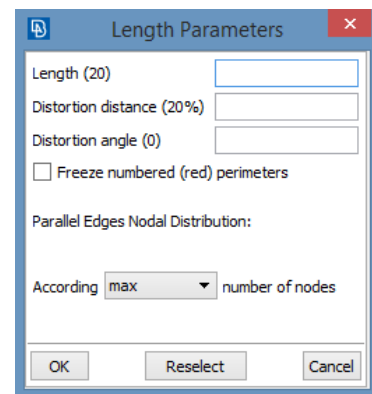 Length Parameters
Length (20)
Distortion distance (20%)
Distortion angle (0)
Freeze numbered (red) perimeters
Parallel Edges Nodal Distribution:
According max number of nodes
OK Reselect Cancel